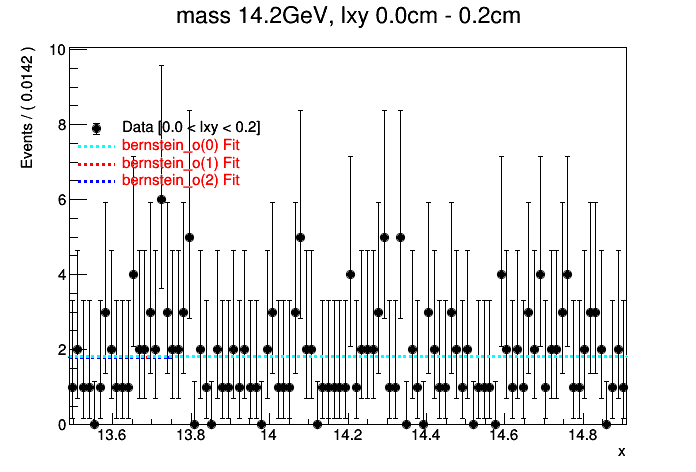 mass 14.2GeV, lxy 0.0cm - 0.2cm
Events / ( 0.0142 )
10
8
6
4
2
0
Data [0.0 < lxy < 0.2]
bernstein_o(0) Fit
bernstein_o(1) Fit
bernstein_o(2) Fit
13.6 13.8 14 14.2 14.4 14.6 14.8
x